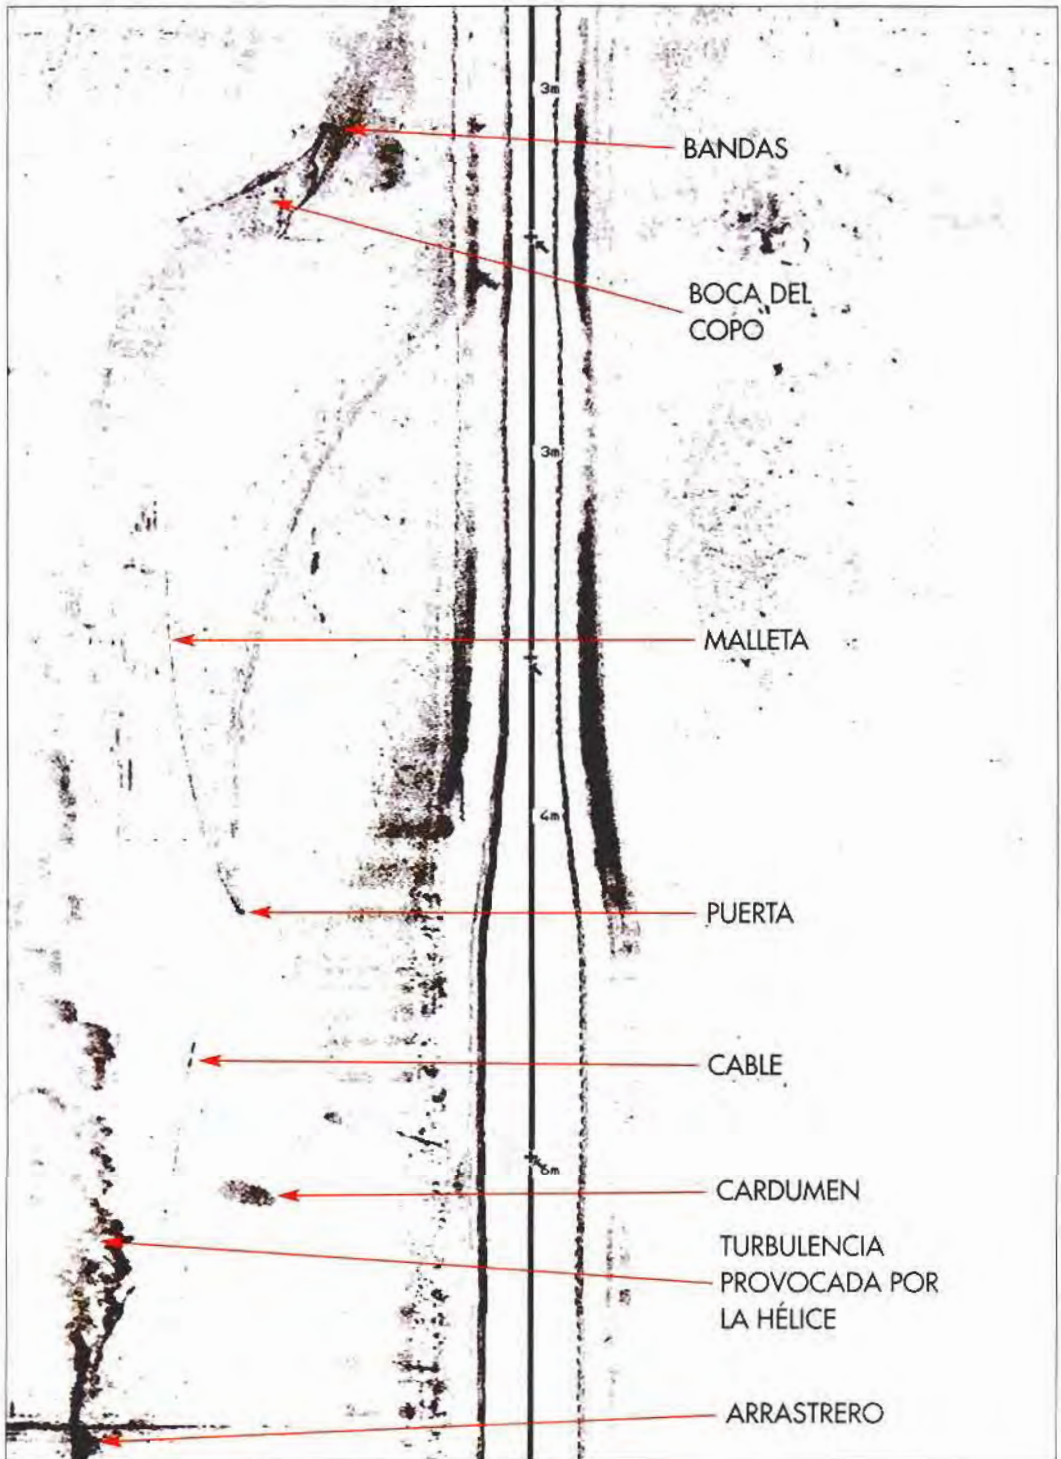 3m
BANDAS
BOCA DEL
COPO
3m
MALLETA
4m
PUERTA
CABLE
6m
CARDUMEN
TURBULENCIA
PROVOCADA POR
LA HÉLICE
ARRASTRERO